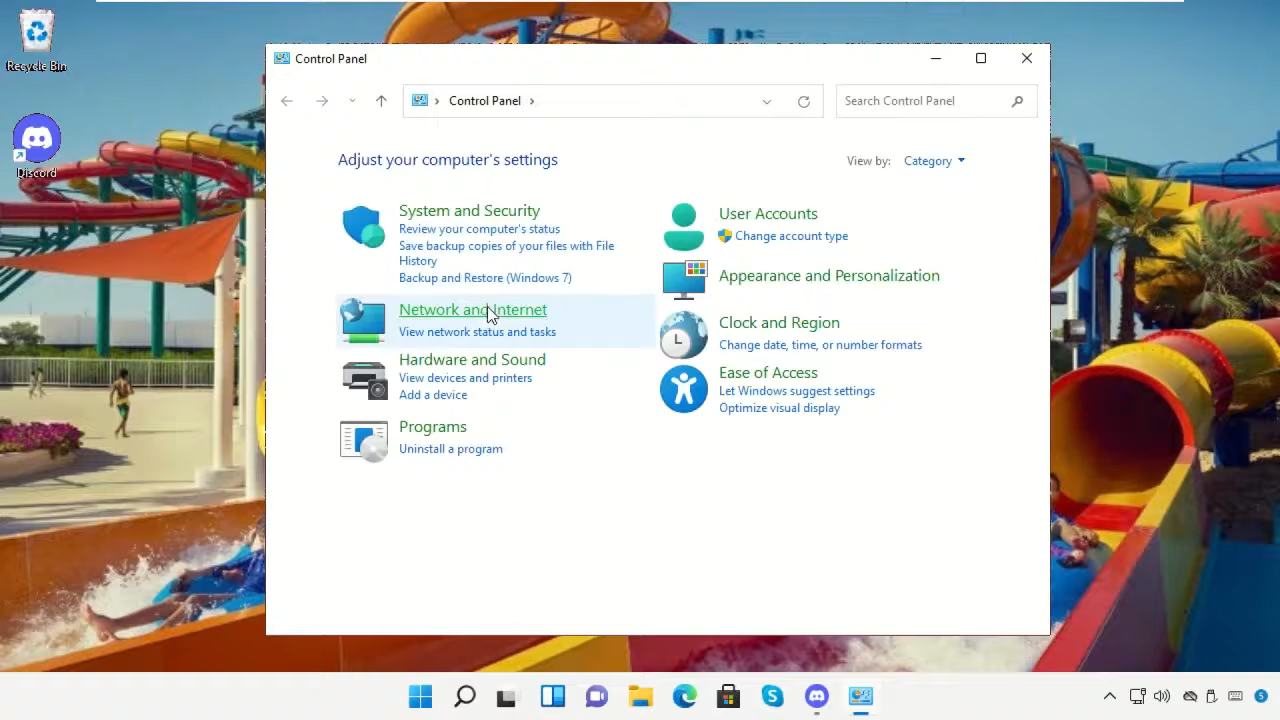 Recycle Bin
Discord
Control Panel
Control Panel
Search Control Panel
Adjust your computer's settings
View by: Category
System and Security
Review your computer's status
Save backup copies of your files with File
History
Backup and Restore (Windows 7)
Network and Internet
View network status and tasks
Hardware and Sound
View devices and printers
Add a device
Programs
Uninstall a program
User Accounts
Change account type
Appearance and Personalization
Clock and Region
Change date, time, or number formats
Ease of Access
Let Windows suggest settings
Optimize visual display
5